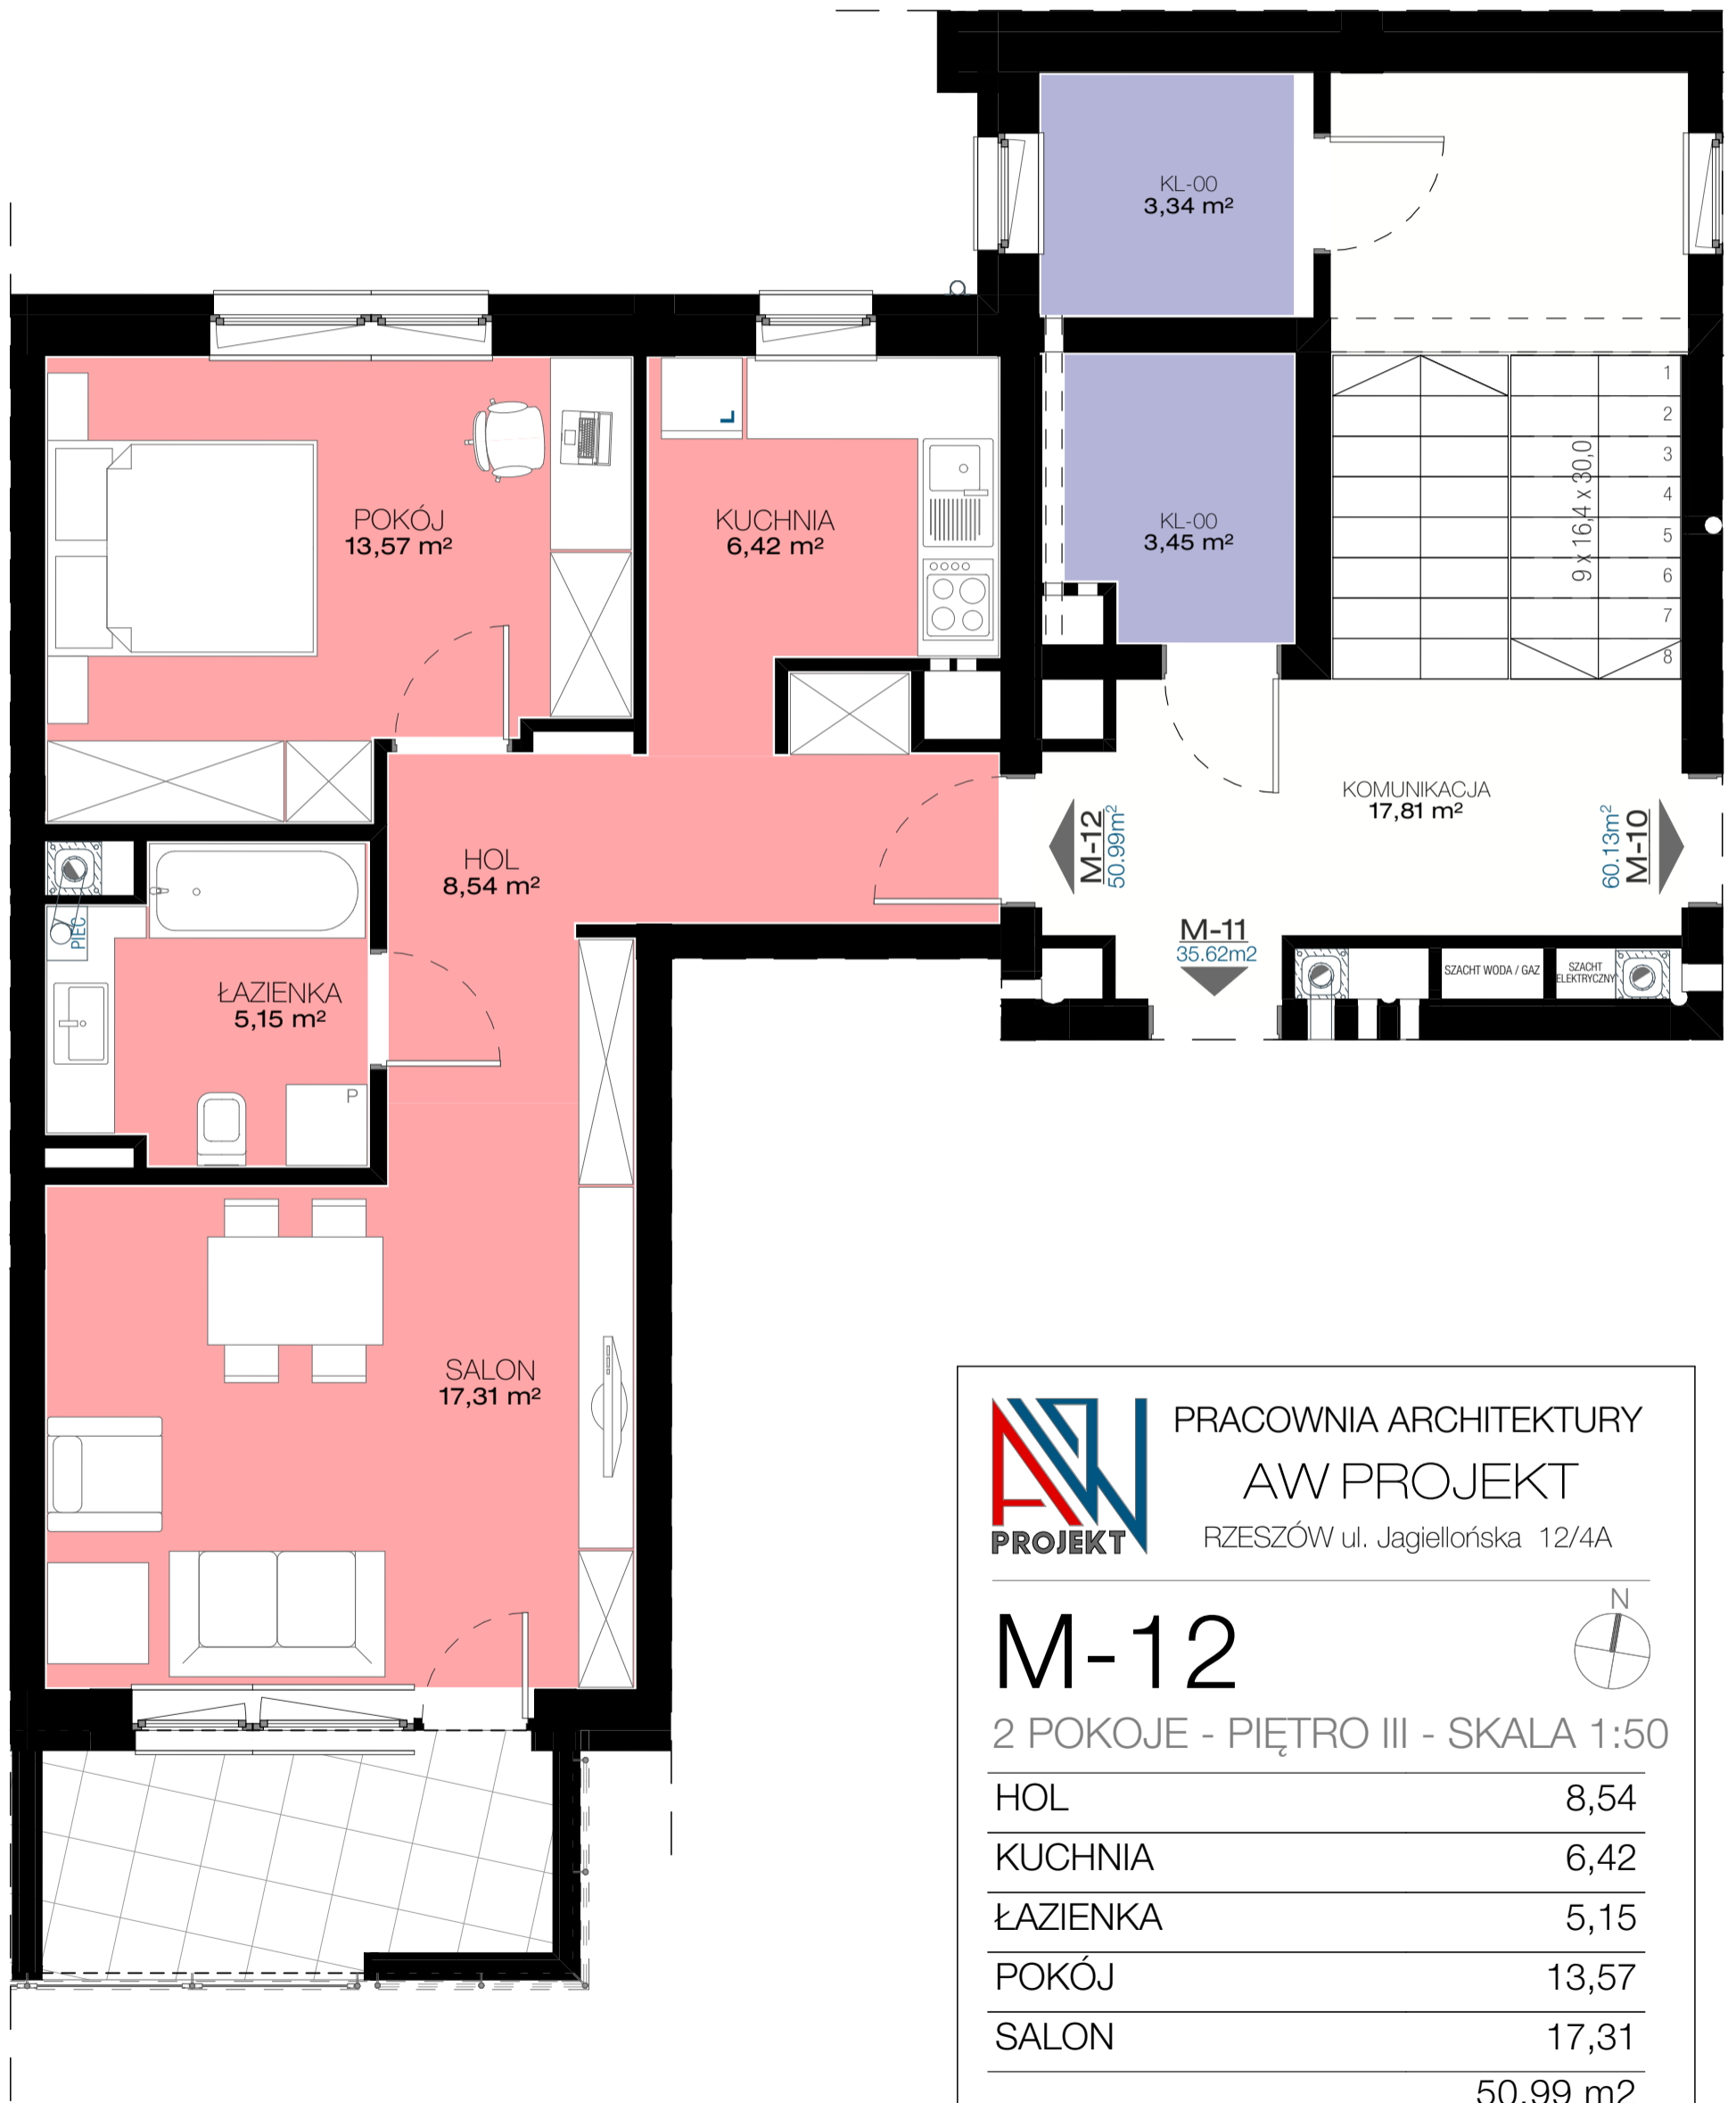 KL-00
3,34 m²
KL-00
3,45 m²
1
2
3
4
5
6
7
8
9 x 16,4 x 30,0
L
POKÓJ
13,57 m²
KUCHNIA
6,42 m²
KOMUNIKACJA
17,81 m²
M-12
50.99m²
60.13m²
M-10
M-11
35.62m2
SZACHT WODA / GAZ
SZACHT
ELEKTRYCZNY
HOL
8,54 m²
PIEC
ŁAZIENKA
5,15 m²
P
SALON
17,31 m²
AW
PROJEKT
PRACOWNIA ARCHITEKTURY
AW PROJEKT
RZESZÓW ul. Jagiellońska 12/4A
N
M-12
2 POKOJE - PIĘTRO III - SKALA 1:50
HOL 8,54
KUCHNIA 6,42
ŁAZIENKA 5,15
POKÓJ 13,57
SALON 17,31
50,99 m2